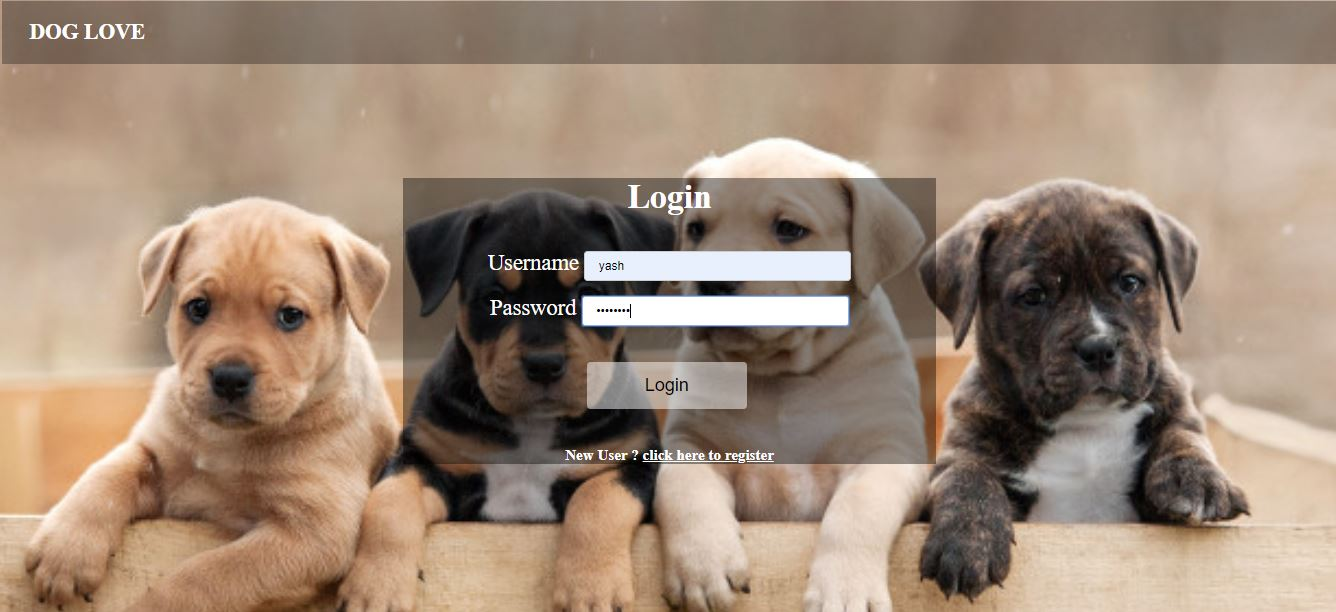 DOG LOVE
Login
Username yash
Password ••••••••
Login
New User ? click here to register